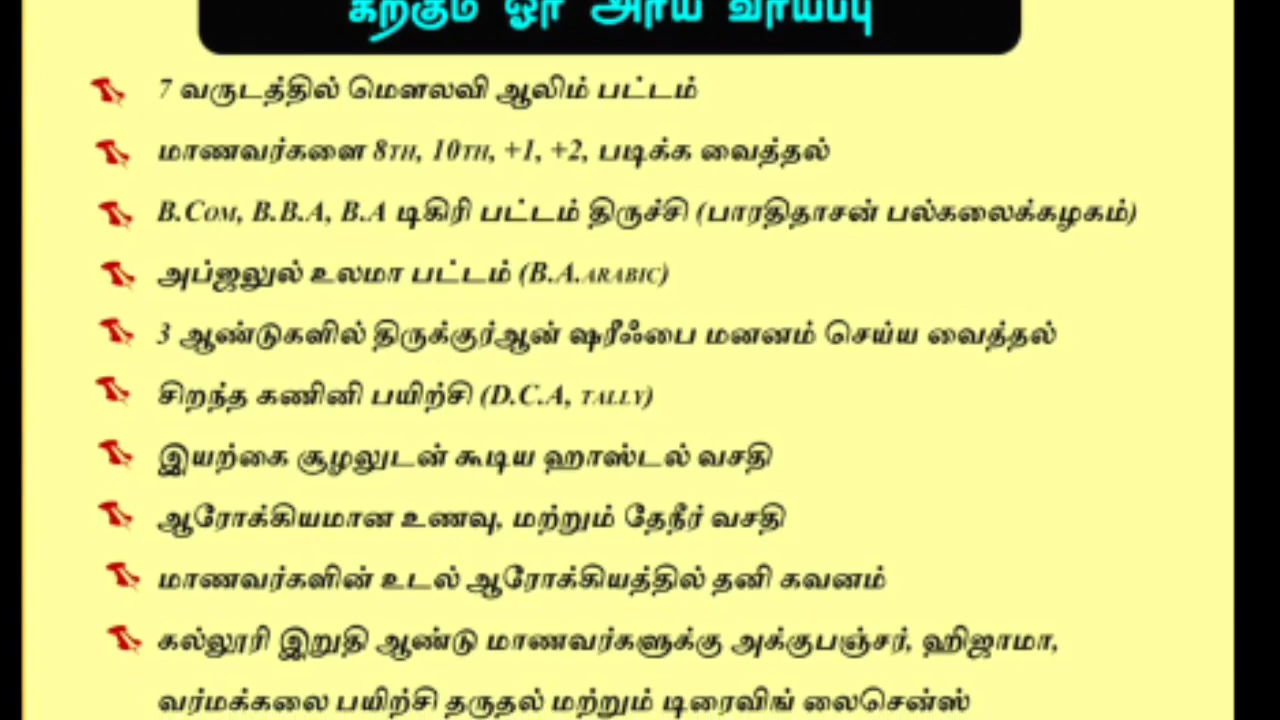 கற்கும் ஓர் அரிய வாய்ப்பு
7 வருடத்தில் மௌலவி ஆலிம் பட்டம்
மாணவர்களை 8TH, 10TH, +1, +2, படிக்க வைத்தல்
B.COM, B.B.A, B.A டிகிரி பட்டம் திருச்சி (பாரதிதாசன் பல்கலைக்கழகம்)
அப்ஜலுல் உலமா பட்டம் (B.A.ARABIC)
3 ஆண்டுகளில் திருக்குர்ஆன் ஷரீஃபை மனனம் செய்ய வைத்தல்
சிறந்த கணினி பயிற்சி (D.C.A, TALLY)
இயற்கை சூழலுடன் கூடிய ஹாஸ்டல் வசதி
ஆரோக்கியமான உணவு, மற்றும் தேநீர் வசதி
மாணவர்களின் உடல் ஆரோக்கியத்தில் தனி கவனம்
கல்லூரி இறுதி ஆண்டு மாணவர்களுக்கு அக்குபஞ்சர், ஹிஜாமா,
வர்மக்கலை பயிற்சி தருதல் மற்றும் டிரைவிங் லைசென்ஸ்